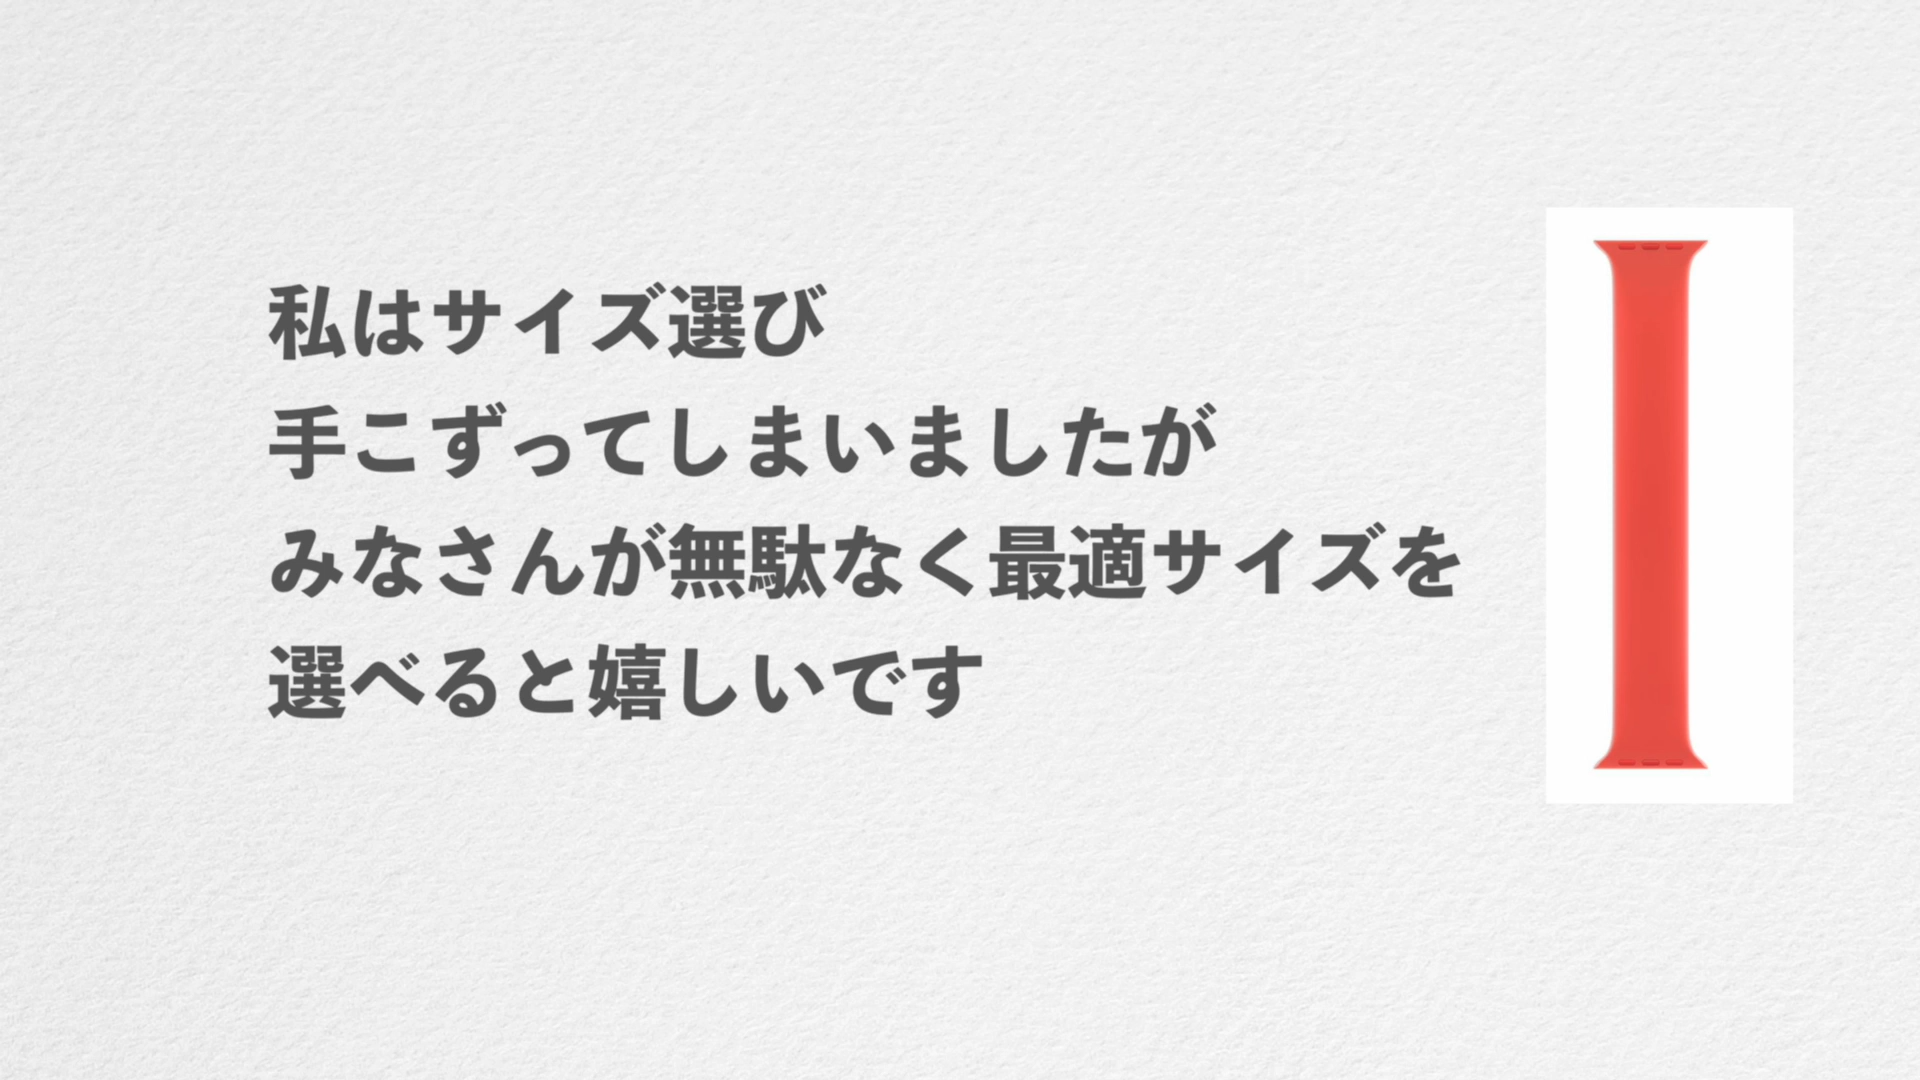 私はサイズ選び
手こずってしまいましたが
みなさんが無駄なく最適サイズを
選べると嬉しいです